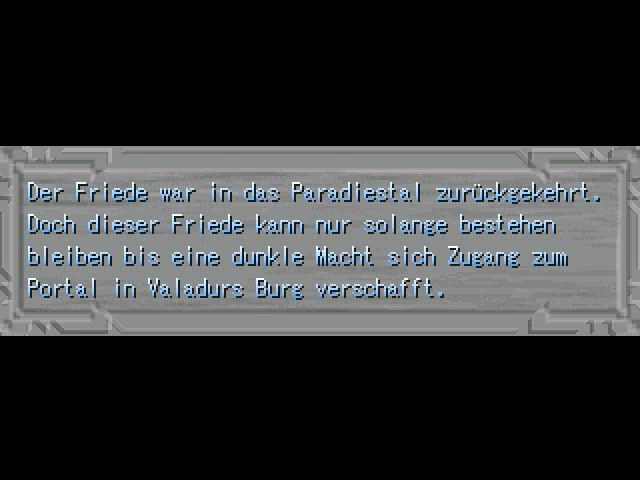 Der Friede war in das Paradiestal zurückgekehrt.
Doch dieser Friede kann nur solange bestehen
bleiben bis eine dunkle Macht sich Zugang zum
Portal in Valadurs Burg verschafft.